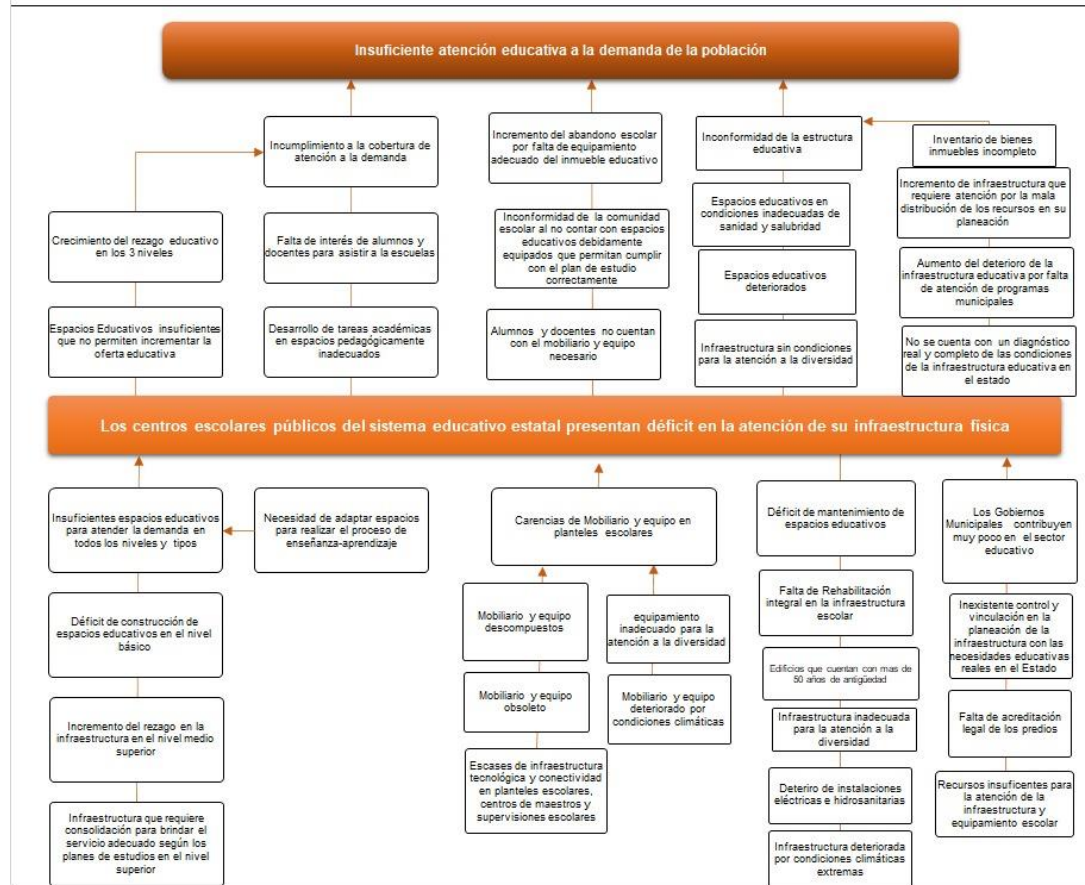 Insuficiente atención educativa a la demanda de la población
Incumplimiento a la cobertura de
atención a la demanda
Incremento del abandono escolar
por falta de equipamiento
adecuado del inmueble educativo
Inconformidad de la estructura
educativa
Inventario de bienes
inmuebles incompleto
Crecimiento del rezago educativo
en los 3 niveles
Falta de interés de alumnos y
docentes para asistir a la escuelas
Inconformidad de la comunidad
escolar al no contar con espacios
educativos debidamente
equipados que permitan cumplir
con el plan de estudio
correctamente
Espacios educativos en
condiciones inadecuadas de
sanidad y salubridad
Incremento de infraestructura que
requiere atención por la mala
distribución de los recursos en su
planeación
Espacios educativos
deteriorados
Aumento del deterioro de la
infraestructura educativa por falta
de atención de programas
municipales
Espacios Educativos insuficientes
que no permiten incrementar la
oferta educativa
Desarrollo de tareas académicas
en espacios pedagógicamente
inadecuados
Alumnos y docentes no cuentan
con el mobiliario y equipo
necesario
Infraestructura sin condiciones
para la atención a la diversidad
No se cuenta con un diagnóstico
real y completo de las condiciones
de la infraestructura educativa en
el estado
Los centros escolares públicos del sistema educativo estatal presentan déficit en la atención de su infraestructura física
Insuficientes espacios educativos
para atender la demanda en
todos los niveles y tipos
Necesidad de adaptar espacios
para realizar el proceso de
enseñanza-aprendizaje
Carencias de Mobiliario y equipo en
planteles escolares
Déficit de mantenimiento de
espacios educativos
Los Gobiernos
Municipales contribuyen
muy poco en el sector
educativo
Déficit de construcción de
espacios educativos en el nivel
básico
Mobiliario y equipo
descompuestos
equipamiento
inadecuado para la
atención a la diversidad
Falta de Rehabilitación
integral en la infraestructura
escolar
Inexistente control y
vinculación en la
planeación de la
infraestructura con las
necesidades educativas
reales en el Estado
Edificios que cuentan con mas de
50 años de antigüedad
Incremento del rezago en la
infraestructura en el nivel medio
superior
Mobiliario y equipo
obsoleto
Mobiliario y equipo
deteriorado por
condiciones climáticas
Infraestructura inadecuada
para la atención a la
diversidad
Falta de acreditación
legal de los predios
Escases de infraestructura
tecnológica y conectividad
en planteles escolares,
centros de maestros y
supervisiones escolares
Deteriro de instalaciones
eléctricas e hidrosanitarias
Recursos insuficentes para
la atención de la
infraestructura y
equipamiento escolar
Infraestructura que requiere
consolidación para brindar el
servicio adecuado según los
planes de estudios en el nivel
superior
Infraestructura deteriorada
por condiciones climáticas
extremas